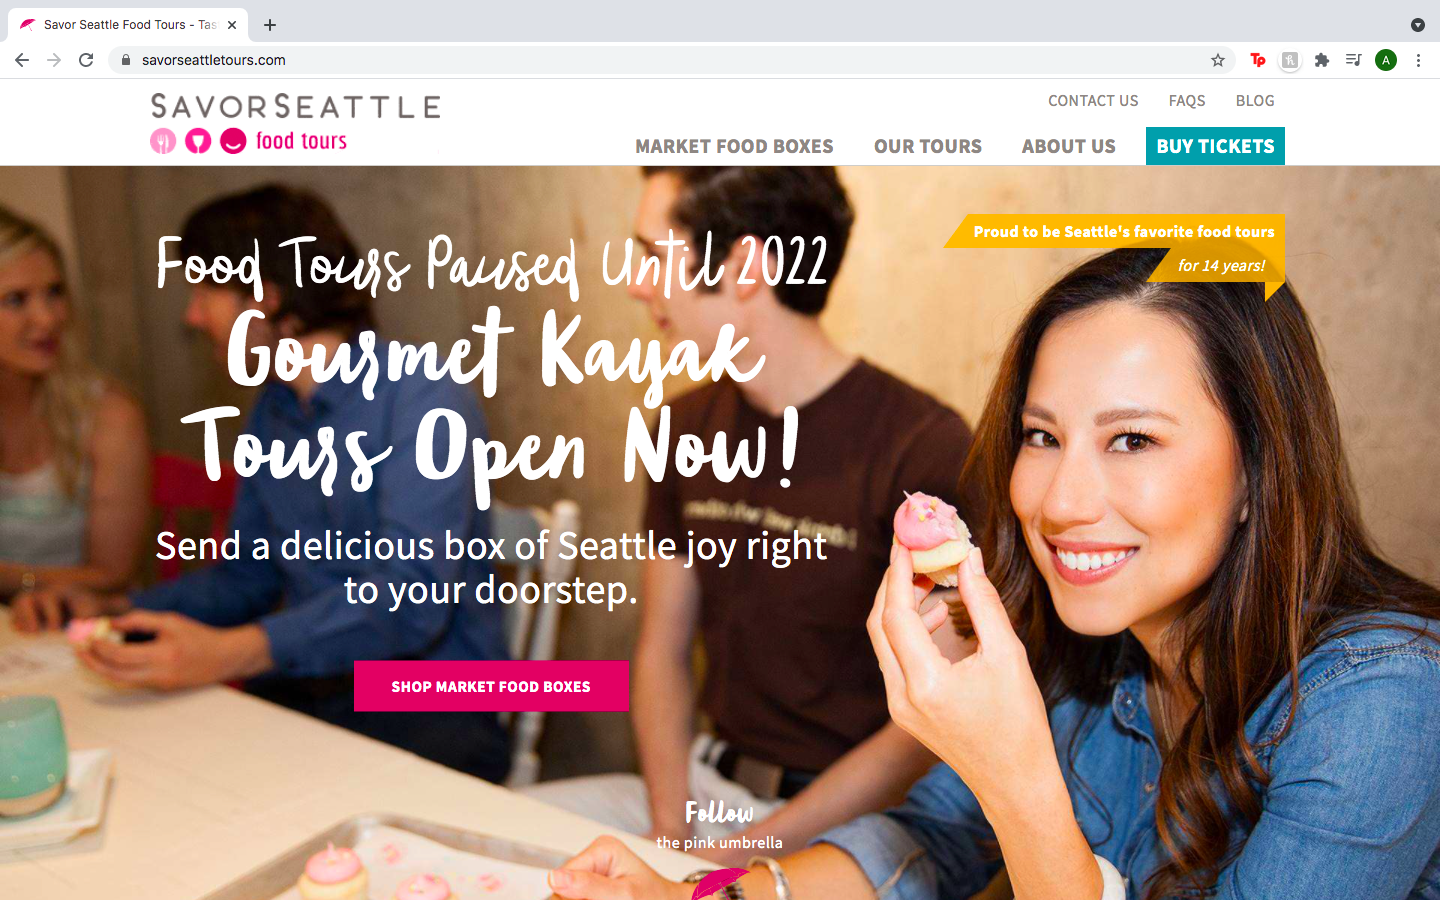 Savor Seattle Food Tours - Tas
savorseattletours.com
Tp
A
SAVORSEATTLE
food tours
CONTACT US
FAQS
BLOG
MARKET FOOD BOXES
OUR TOURS
ABOUT US
BUY TICKETS
Proud to be Seattle's favorite food tours
for 14 years!
Food Tours Paused Until 2022
Gourmet Kayak
Tours Open Now!
Send a delicious box of Seattle joy right
to your doorstep.
SHOP MARKET FOOD BOXES
Follow
the pink umbrella